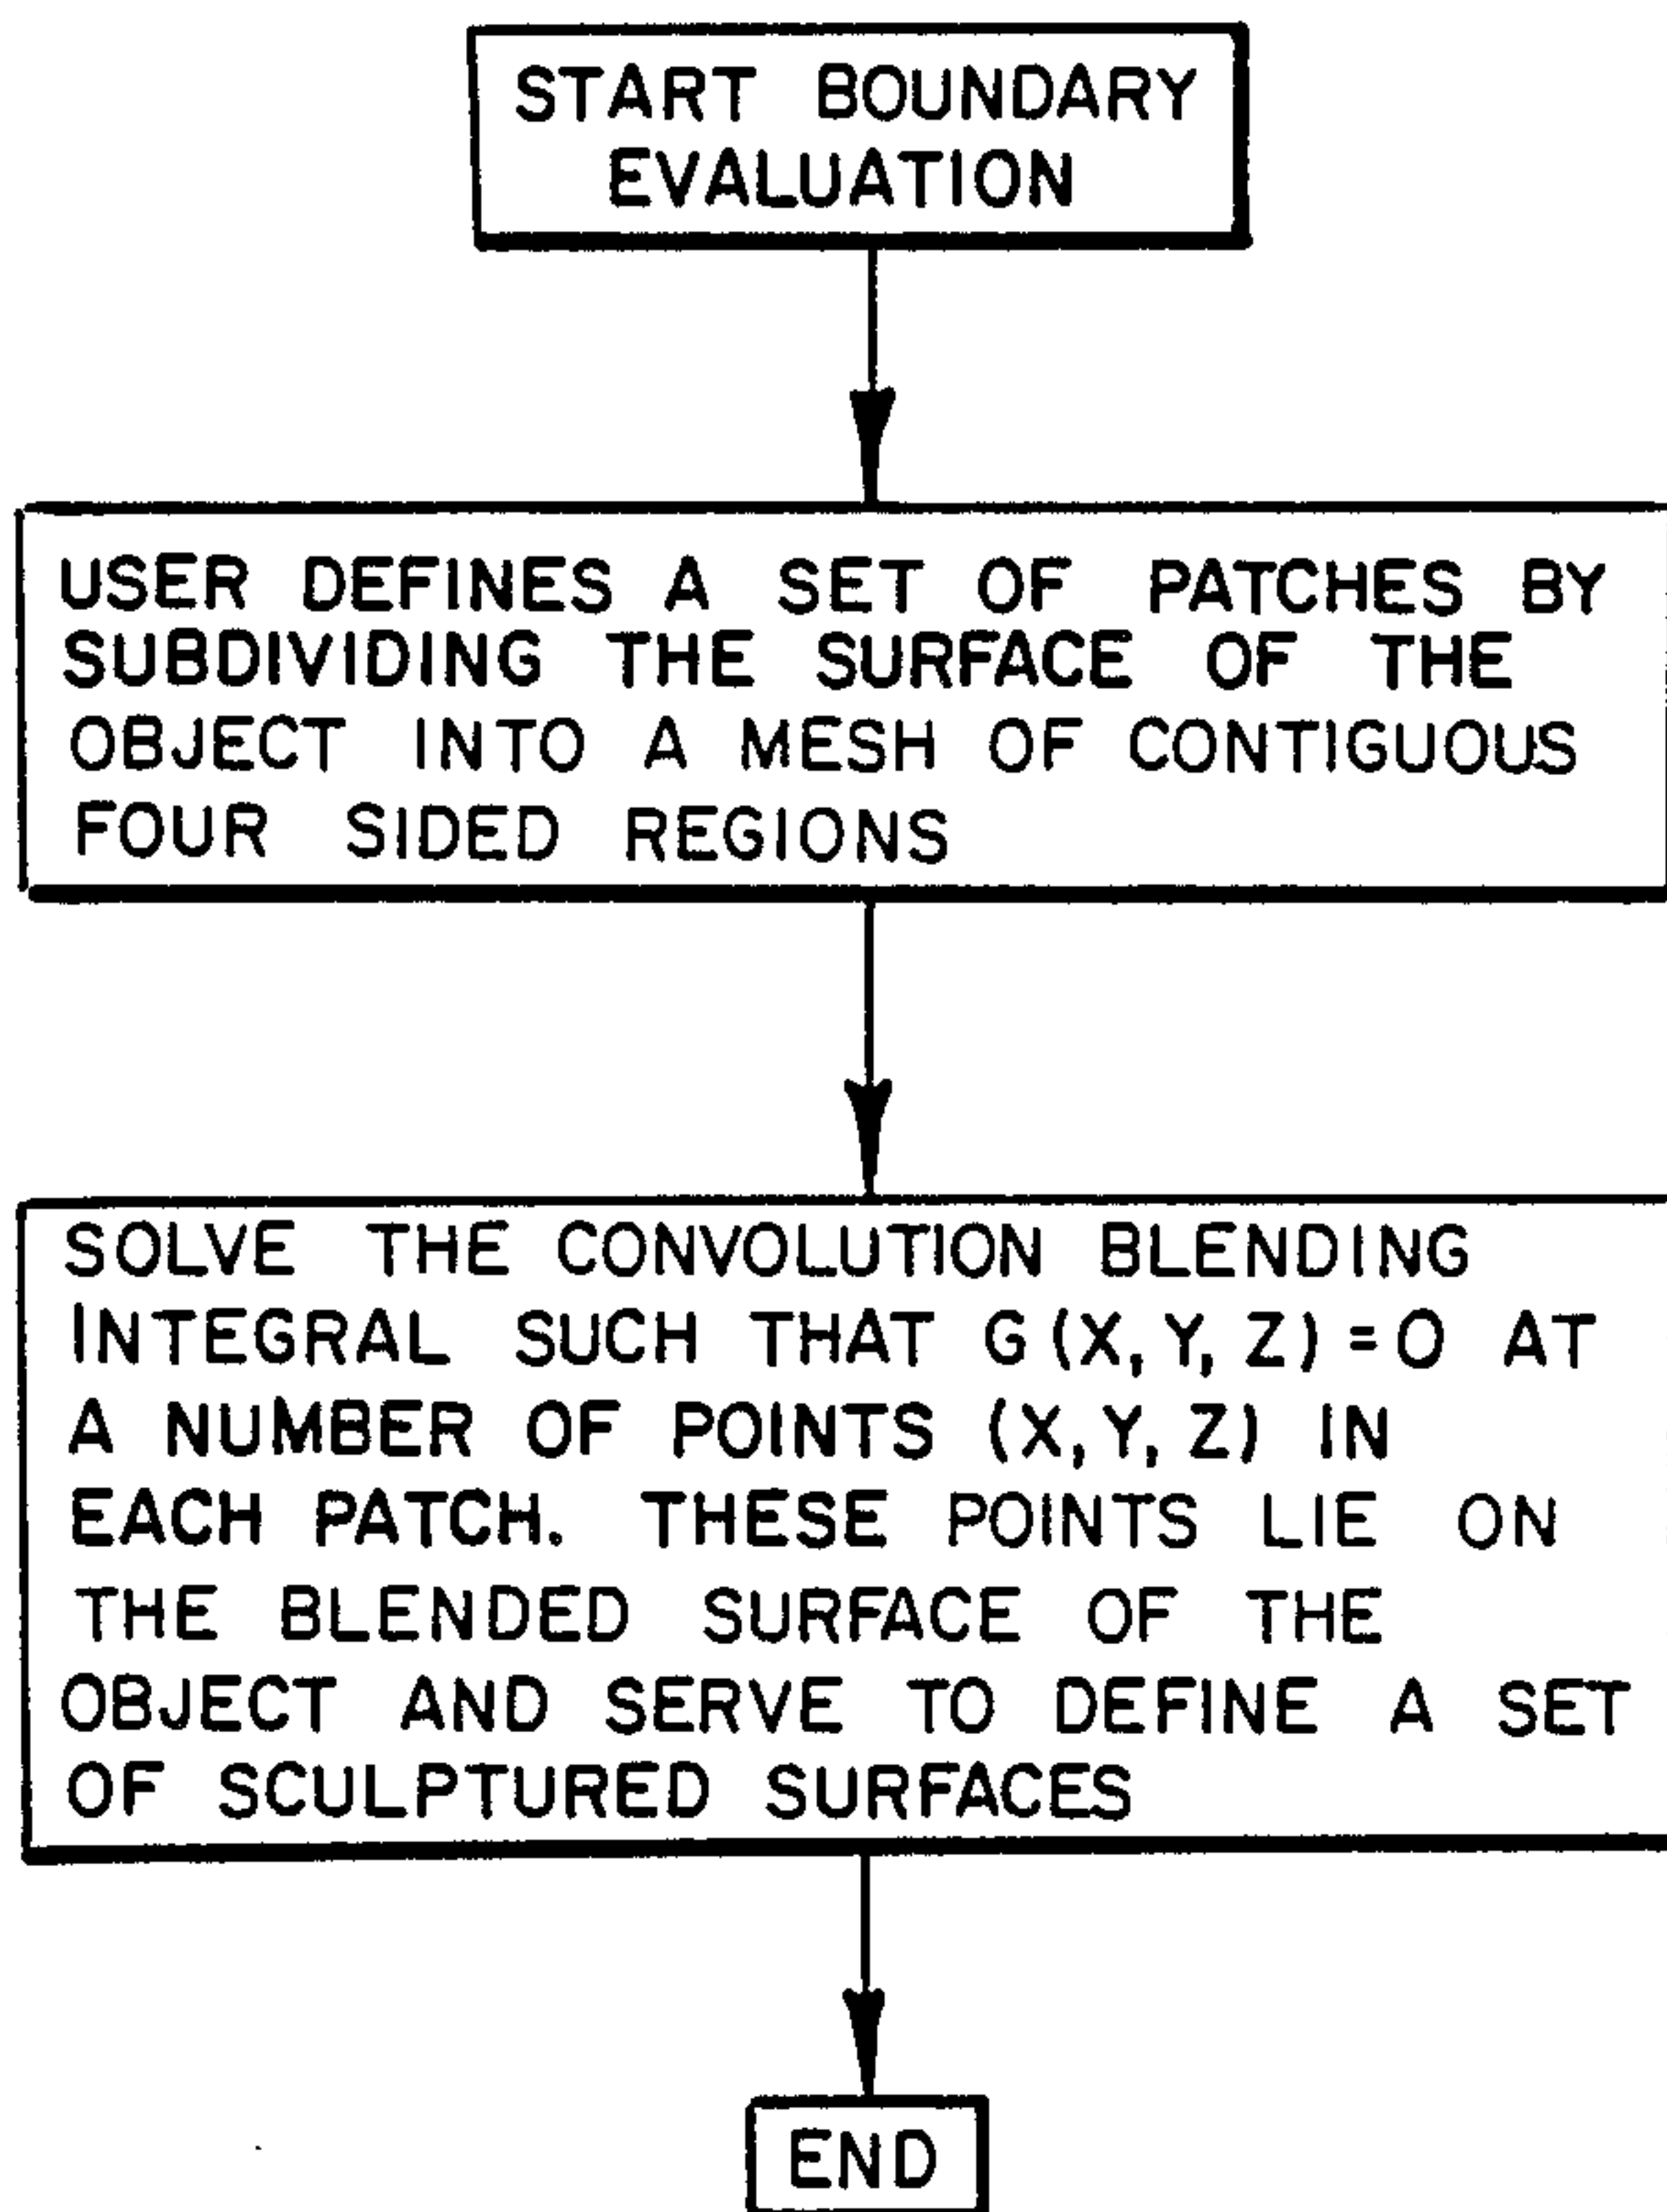 START BOUNDARY
EVALUATION
USER DEFINES A SET OF PATCHES BY
SUBDIVIDING THE SURFACE OF THE
OBJECT INTO A MESH OF CONTIGUOUS
FOUR SIDED REGIONS
SOLVE THE CONVOLUTION BLENDING
INTEGRAL SUCH THAT G(X,Y,Z)=0 AT
A NUMBER OF POINTS (X,Y,Z) IN
EACH PATCH. THESE POINTS LIE ON
THE BLENDED SURFACE OF THE
OBJECT AND SERVE TO DEFINE A SET
OF SCULPTURED SURFACES
END